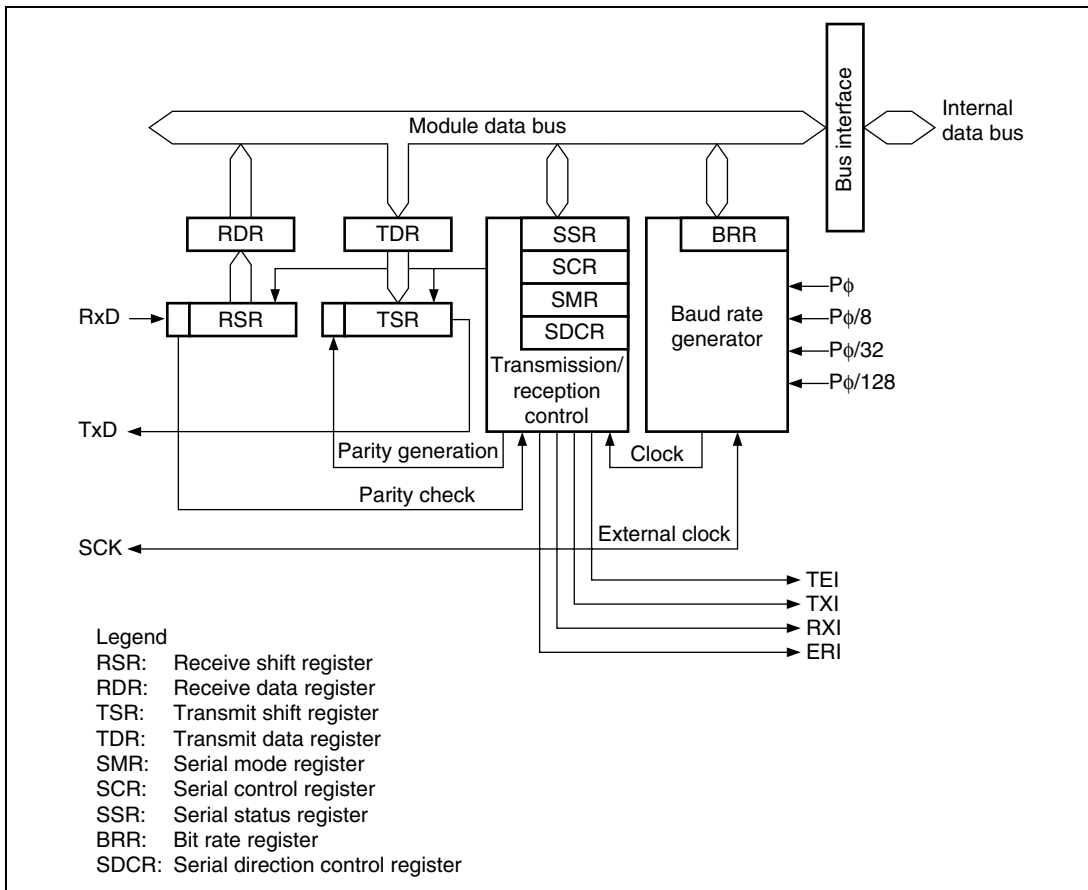 Bus interface
Internal
data bus
Module data bus
RDR
TDR
SSR
BRR
SCR
SMR
SDCR
RxD
RSR
TSR
Baud rate
generator
Pϕ
Pϕ/8
Pϕ/32
Pϕ/128
Transmission/
reception
control
TxD
Parity generation
Clock
Parity check
External clock
SCK
TEI
TXI
RXI
ERI
Legend
RSR: Receive shift register
RDR: Receive data register
TSR: Transmit shift register
TDR: Transmit data register
SMR: Serial mode register
SCR: Serial control register
SSR: Serial status register
BRR: Bit rate register
SDCR: Serial direction control register